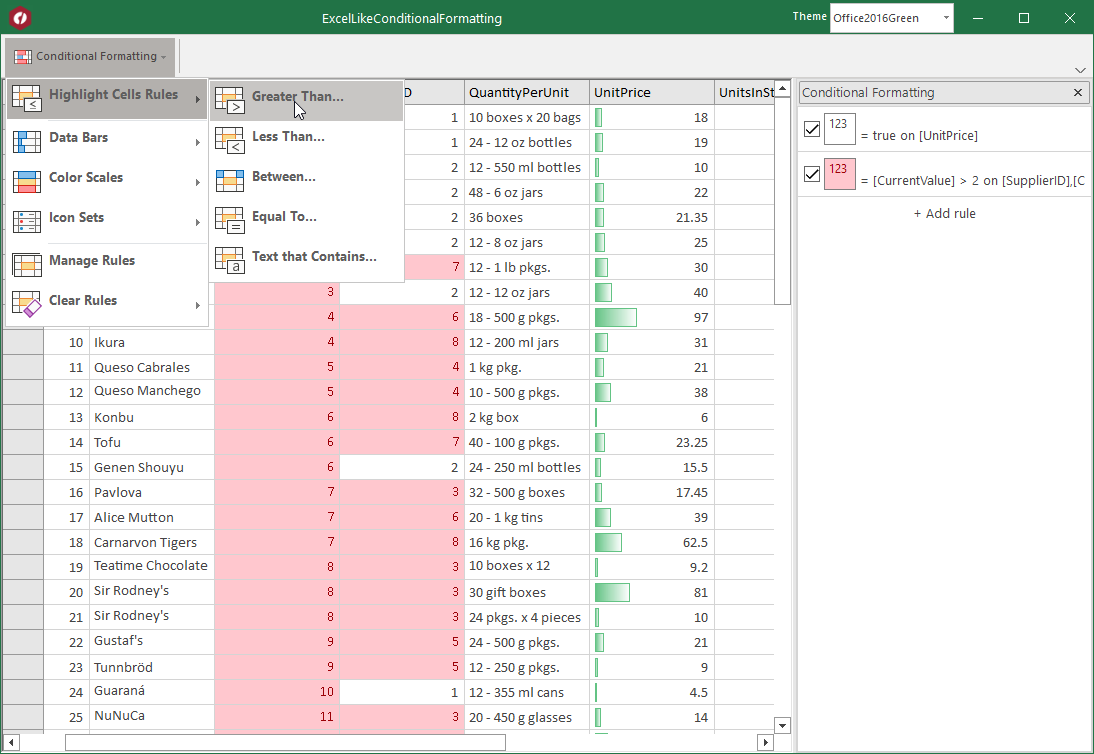 ExcelLikeConditionalFormatting
Theme Office2016Green
Conditional Formatting
Highlight Cells Rules
Data Bars
Color Scales
Icon Sets
Manage Rules
Clear Rules
Greater Than...
Less Than...
Between...
Equal To...
Text that Contains...
D QuantityPerUnit UnitPrice UnitsInSt
1 10 boxes x 20 bags 18
1 24 - 12 oz bottles 19
2 12 - 550 ml bottles 10
2 48 - 6 oz jars 22
2 36 boxes 21.35
2 12 - 8 oz jars 25
7 12 - 1 lb pkgs. 30
3 2 12 - 12 oz jars 40
4 6 18 - 500 g pkgs. 97
10 Ikura 4 8 12 - 200 ml jars 31
11 Queso Cabrales 5 4 1 kg pkg. 21
12 Queso Manchego 5 4 10 - 500 g pkgs. 38
13 Konbu 6 8 2 kg box 6
14 Tofu 6 7 40 - 100 g pkgs. 23.25
15 Genen Shouyu 6 2 24 - 250 ml bottles 15.5
16 Pavlova 7 3 32 - 500 g boxes 17.45
17 Alice Mutton 7 6 20 - 1 kg tins 39
18 Carnarvon Tigers 7 8 16 kg pkg. 62.5
19 Teatime Chocolate 8 3 10 boxes x 12 9.2
20 Sir Rodney's 8 3 30 gift boxes 81
21 Sir Rodney's 8 3 24 pkgs. x 4 pieces 10
22 Gustaf's 9 5 24 - 500 g pkgs. 21
23 Tunnbröd 9 5 12 - 250 g pkgs. 9
24 Guaraná 10 1 12 - 355 ml cans 4.5
25 NuNuCa 11 3 20 - 450 g glasses 14
Conditional Formatting
123 = true on [UnitPrice]
123 = [CurrentValue] > 2 on [SupplierID],[C
+ Add rule